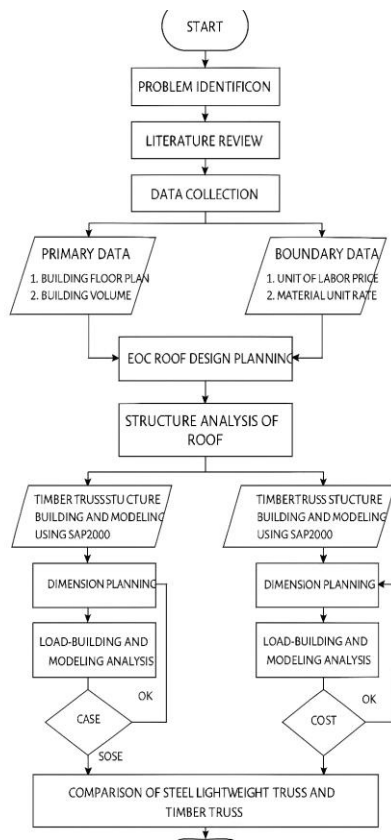 START
PROBLEM IDENTIFICON
LITERATURE REVIEW
DATA COLLECTION
PRIMARY DATA
1. BUILDING FLOOR PLAN
2. BUILDING VOLUME
BOUNDARY DATA
1. UNIT OF LABOR PRICE
2. MATERIAL UNIT RATE
EOC ROOF DESIGN PLANNING
STRUCTURE ANALYSIS OF
ROOF
TIMBER TRUSSSTUCTURE
BUILDING AND MODELING
USING SAP2000
TIMBERTRUSS STUCTURE
BUILDING AND MODELING
USING SAP2000
DIMENSION PLANNING
DIMENSION PLANNING
LOAD-BUILDING AND
MODELING ANALYSIS
LOAD-BUILDING AND
MODELING ANALYSIS
OK
OK
CASE
COST
SOSE
COMPARISON OF STEEL LIGHTWEIGHT TRUSS AND
TIMBER TRUSS